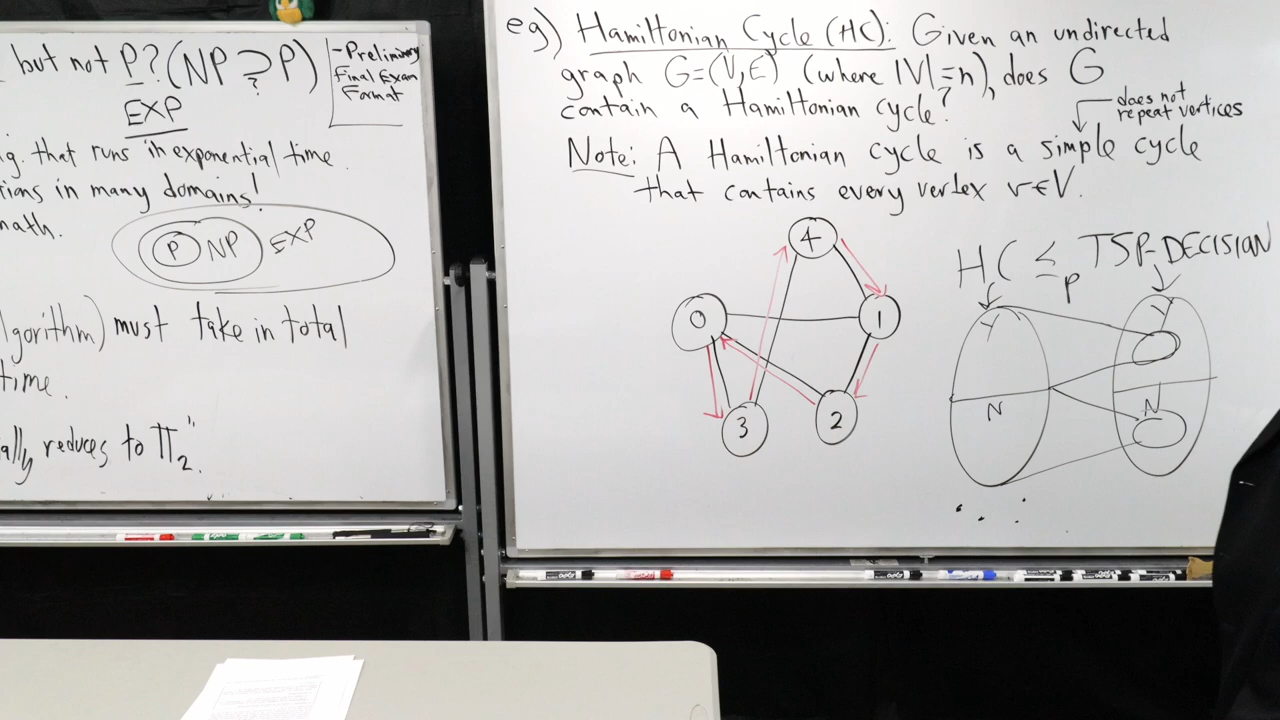 but not P? (NP ⊋? P)
-Preliminary
Final Exam
Format
EXP
that runs in exponential time.
in many domains!
P NP EXP
must take in total
time.
reduces to Π₂".
eg) Hamiltonian Cycle (HC): Given an undirected
graph G=(V,E) (where |V|=n), does G
contain a Hamiltonian cycle?
does not
repeat vertices
Note: A Hamiltonian cycle is a simple cycle
that contains every vertex v∈V.
4
0 1
3 2
HC ≤p TSP-DECISION
Y Y
N N